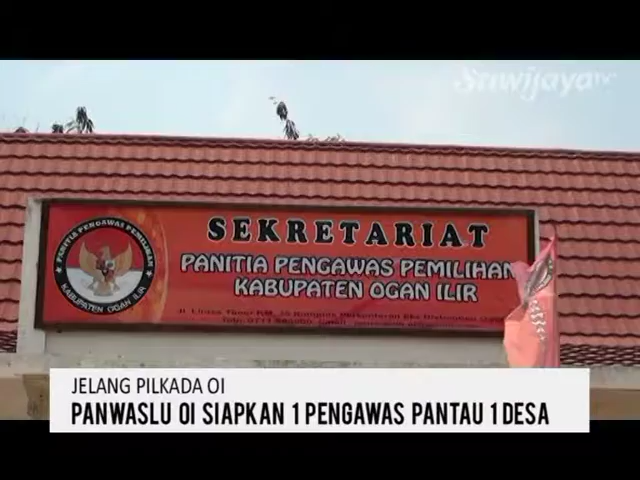 Sriwijaya TV
SEKRETARIAT
PANITIA PENGAWAS PEMILIHAN
KABUPATEN OGAN ILIR
PANITIA PENGAWAS PEMILIHAN
KABUPATEN OGAN ILIR
JELANG PILKADA OI
PANWASLU OI SIAPKAN 1 PENGAWAS PANTAU 1 DESA